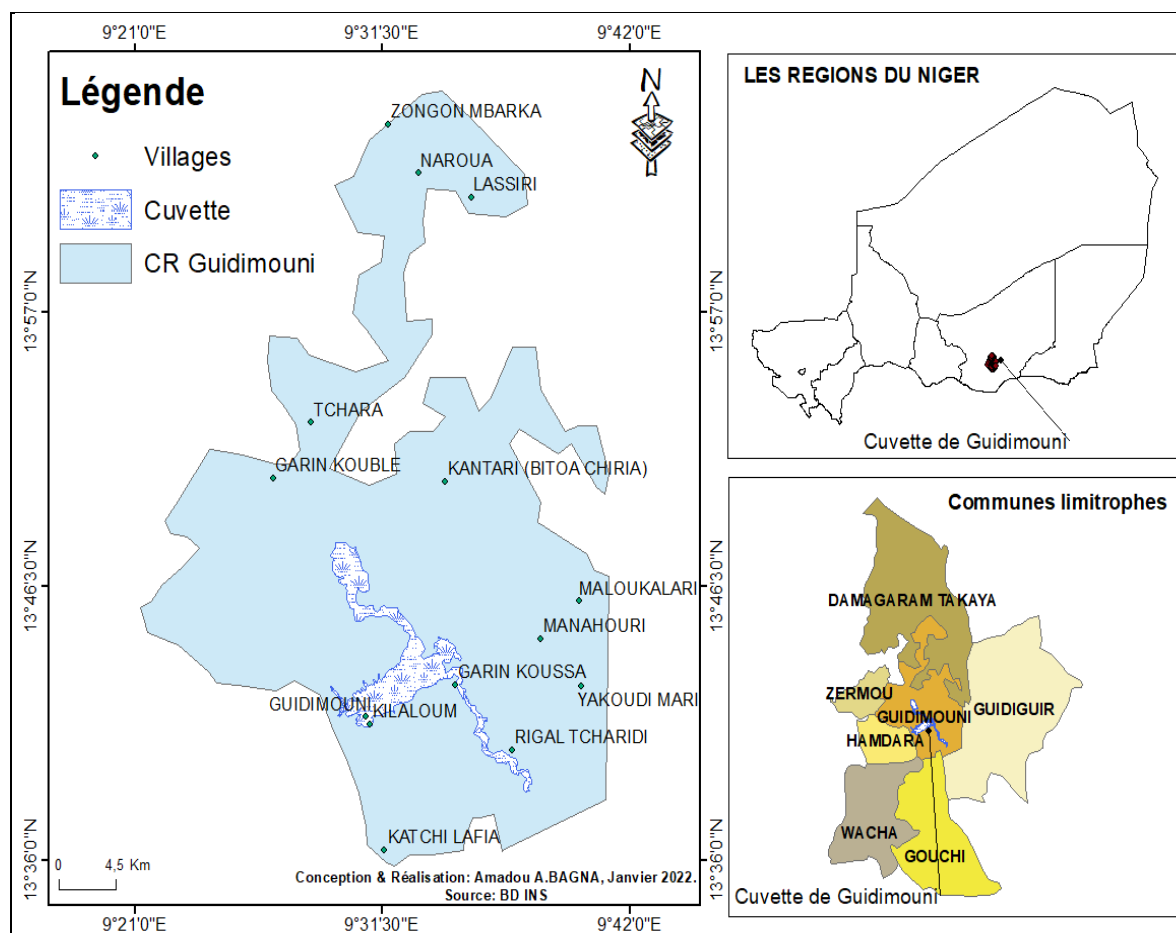 9°21'0"E
9°31'30"E
9°42'0"E
Légende
Villages
Cuvette
CR Guidimouni
N
ZONGON MBARKA
NAROUA
LASSIRI
13°57'0"N
13°57'0"N
TCHARA
GARIN KOUBLE
KANTARI (BITOA CHIRIA)
13°46'30"N
13°46'30"N
MALOUKALARI
MANAHOURI
GARIN KOUSSA
YAKOUDI MARI
GUIDIMOUNI
KILALOUM
RIGAL TCHARIDI
KATCHI LAFIA
13°36'0"N
13°36'0"N
0 4,5 Km
Conception & Réalisation: Amadou A.BAGNA, Janvier 2022.
Source: BD INS
9°21'0"E
9°31'30"E
9°42'0"E
LES REGIONS DU NIGER
Cuvette de Guidimouni
Communes limitrophes
DAMAGARAM TAKAYA
ZERMOU
GUIDIMOUNI
GUIDIGUIR
HAMDARA
WACHA
GOUCHI
Cuvette de Guidimouni